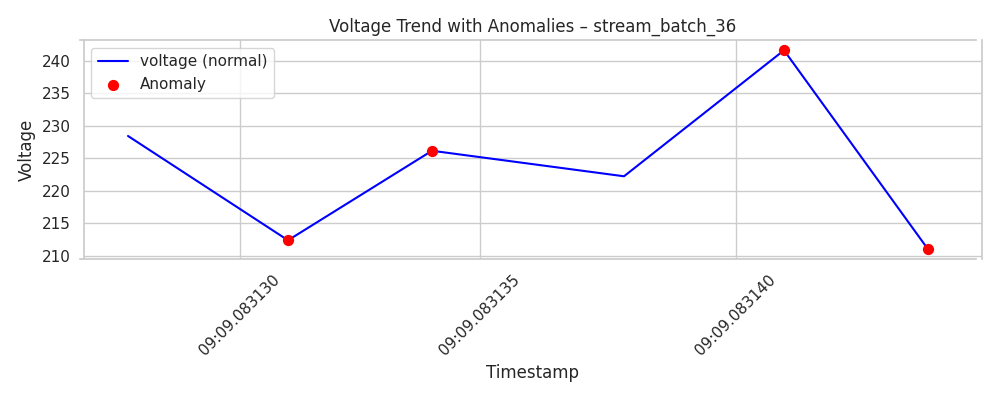 Voltage Trend with Anomalies – stream_batch_36
voltage (normal)
Anomaly
Voltage
240
235
230
225
220
215
210
09:09.083130
09:09.083135
09:09.083140
Timestamp